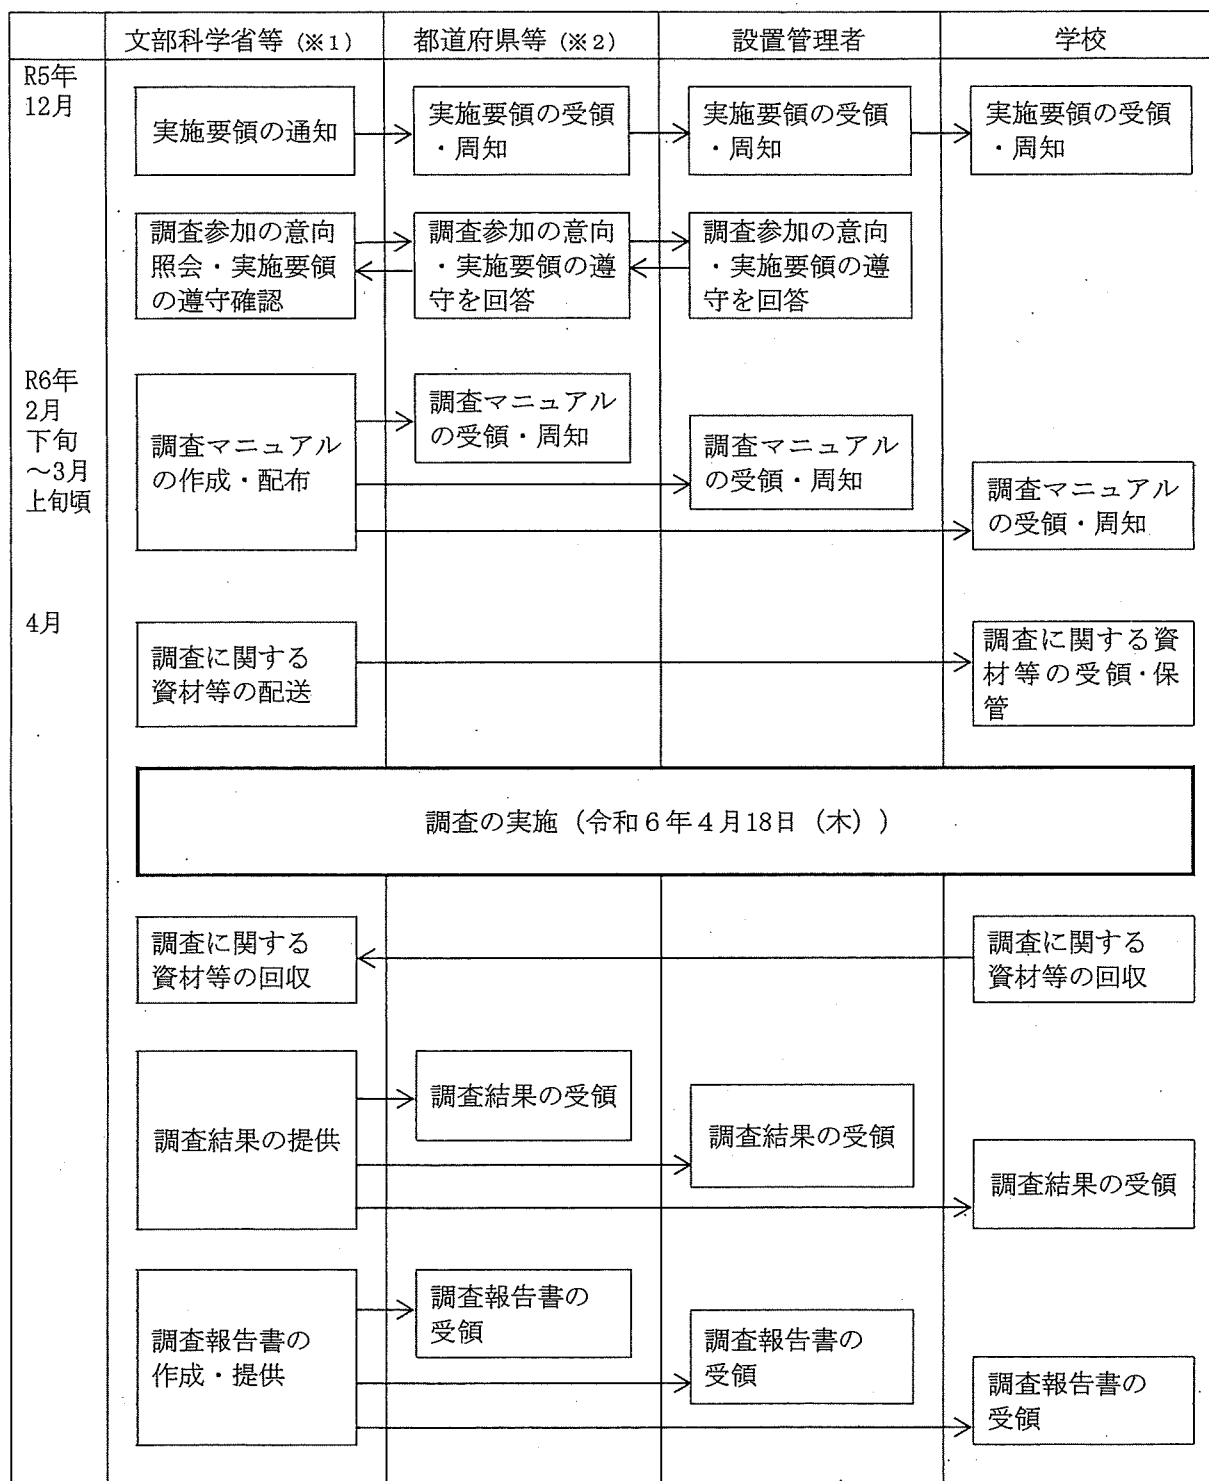 文部科学省等（※1）
都道府県等（※2）
設置管理者
学校
R5年
12月
実施要領の通知
実施要領の受領
・周知
実施要領の受領
・周知
実施要領の受領
・周知
調査参加の意向
照会・実施要領
の遵守確認
調査参加の意向
・実施要領の遵
守を回答
調査参加の意向
・実施要領の遵
守を回答
R6年
2月
下旬
～3月
上旬頃
調査マニュアル
の作成・配布
調査マニュアル
の受領・周知
調査マニュアル
の受領・周知
調査マニュアル
の受領・周知
4月
調査に関する
資材等の配送
調査に関する資
材等の受領・保
管
調査の実施（令和６年４月18日（木））
調査に関する
資材等の回収
調査に関する
資材等の回収
調査結果の提供
調査結果の受領
調査結果の受領
調査結果の受領
調査報告書の
作成・提供
調査報告書の
受領
調査報告書の
受領
調査報告書の
受領